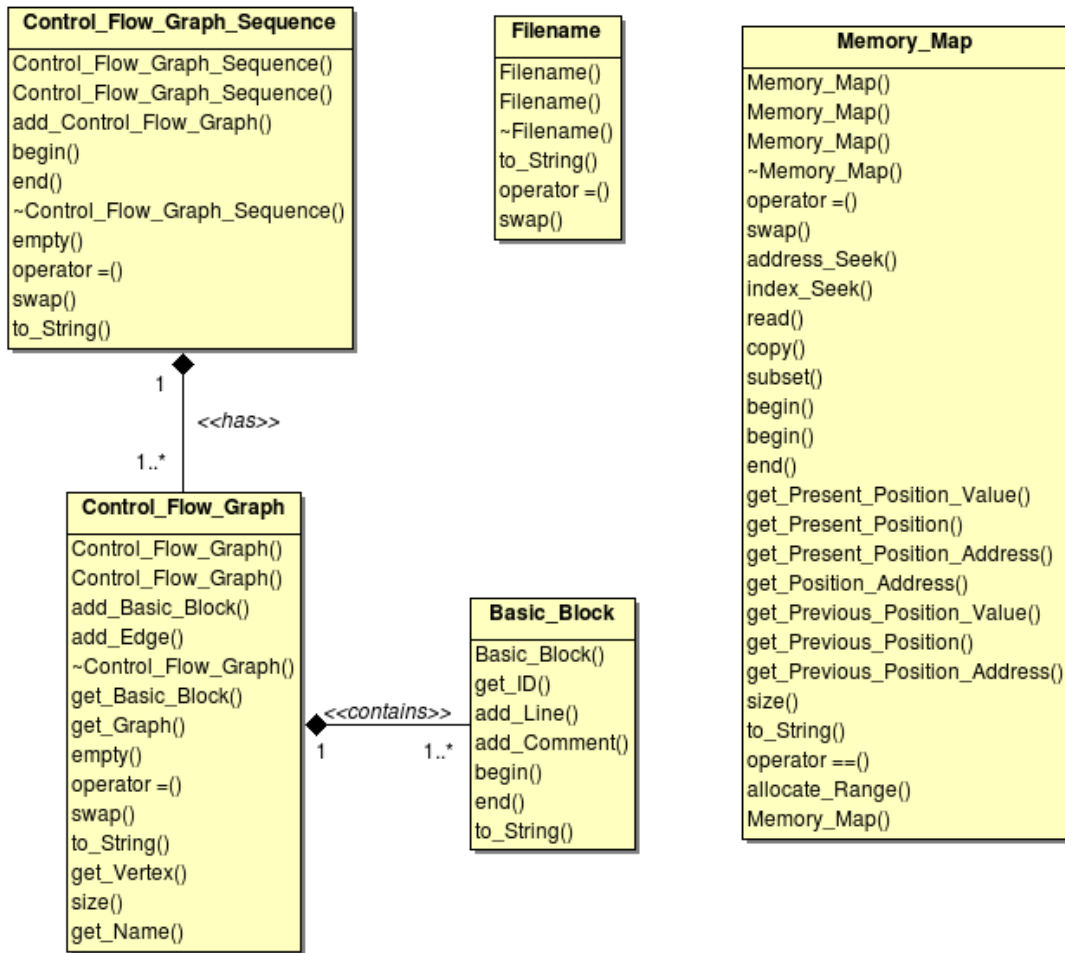 Control_Flow_Graph_Sequence
Control_Flow_Graph_Sequence()
Control_Flow_Graph_Sequence()
add_Control_Flow_Graph()
begin()
end()
~Control_Flow_Graph_Sequence()
empty()
operator =()
swap()
to_String()
1
<<has>>
1..*
Control_Flow_Graph
Control_Flow_Graph()
Control_Flow_Graph()
add_Basic_Block()
add_Edge()
~Control_Flow_Graph()
get_Basic_Block()
get_Graph()
empty()
operator =()
swap()
to_String()
get_Vertex()
size()
get_Name()
<<contains>>
1
1..*
Basic_Block
Basic_Block()
get_ID()
add_Line()
add_Comment()
begin()
end()
to_String()
Filename
Filename()
Filename()
~Filename()
to_String()
operator =()
swap()
Memory_Map
Memory_Map()
Memory_Map()
Memory_Map()
~Memory_Map()
operator =()
swap()
address_Seek()
index_Seek()
read()
copy()
subset()
begin()
begin()
end()
get_Present_Position_Value()
get_Present_Position()
get_Present_Position_Address()
get_Position_Address()
get_Previous_Position_Value()
get_Previous_Position()
get_Previous_Position_Address()
size()
to_String()
operator ==()
allocate_Range()
Memory_Map()